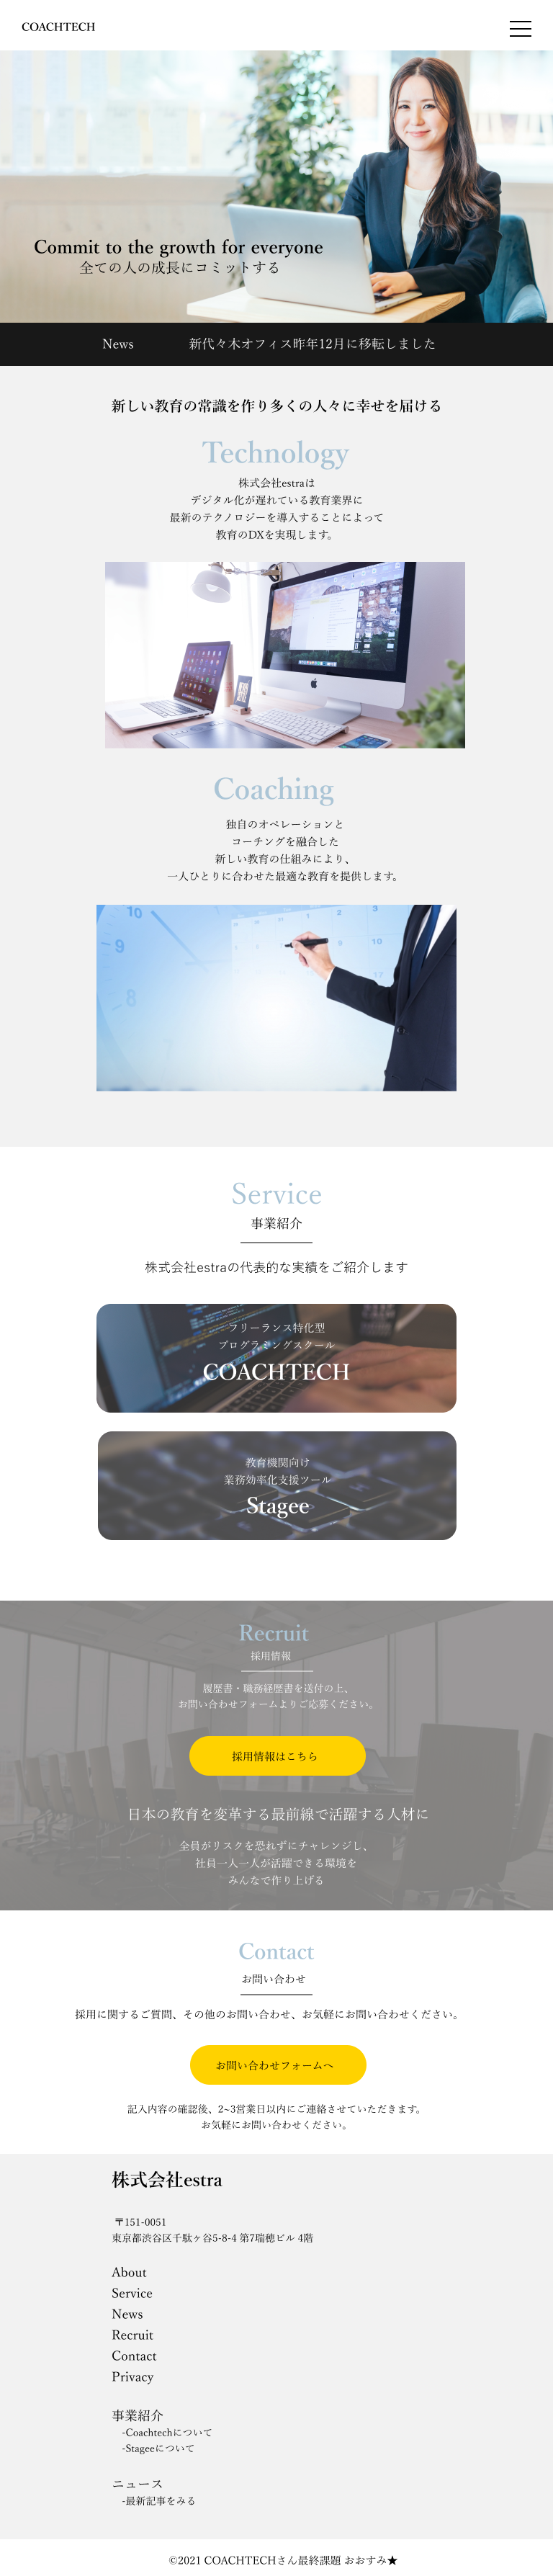 COACHTECH
Commit to the growth for everyone
全ての人の成長にコミットする
News 新代々木オフィス昨年12月に移転しました
新しい教育の常識を作り多くの人々に幸せを届ける
Technology
株式会社estraは
デジタル化が遅れている教育業界に
最新のテクノロジーを導入することによって
教育のDXを実現します。
Coaching
独自のオペレーションと
コーチングを融合した
新しい教育の仕組みにより、
一人ひとりに合わせた最適な教育を提供します。
Service
事業紹介
株式会社estraの代表的な実績をご紹介します
フリーランス特化型
プログラミングスクール
COACHTECH
教育機関向け
業務効率化支援ツール
Stagee
Recruit
採用情報
履歴書・職務経歴書を送付の上、
お問い合わせフォームよりご応募ください。
採用情報はこちら
日本の教育を変革する最前線で活躍する人材に
全員がリスクを恐れずにチャレンジし、
社員一人一人が活躍できる環境を
みんなで作り上げる
Contact
お問い合わせ
採用に関するご質問、その他のお問い合わせ、お気軽にお問い合わせください。
お問い合わせフォームへ
記入内容の確認後、2~3営業日以内にご連絡させていただきます。
お気軽にお問い合わせください。
株式会社estra
〒151-0051
東京都渋谷区千駄ヶ谷5-8-4 第7瑞穂ビル 4階
About
Service
News
Recruit
Contact
Privacy
事業紹介
-Coachtechについて
-Stageeについて
ニュース
-最新記事をみる
©2021 COACHTECHさん最終課題 おおすみ★